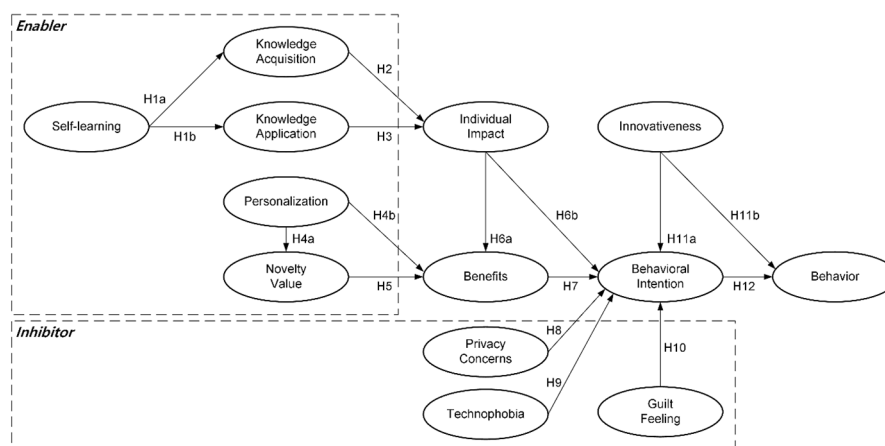 Enabler
Knowledge
Acquisition
H2
H1a
Self-learning
H1b
Knowledge
Application
H3
Individual
Impact
Innovativeness
Personalization
H4b
H6b
H11b
H4a
H6a
H11a
Novelty
Value
H5
Benefits
H7
Behavioral
Intention
H12
Behavior
Inhibitor
Privacy
Concerns
H8
H10
H9
Technophobia
Guilt
Feeling